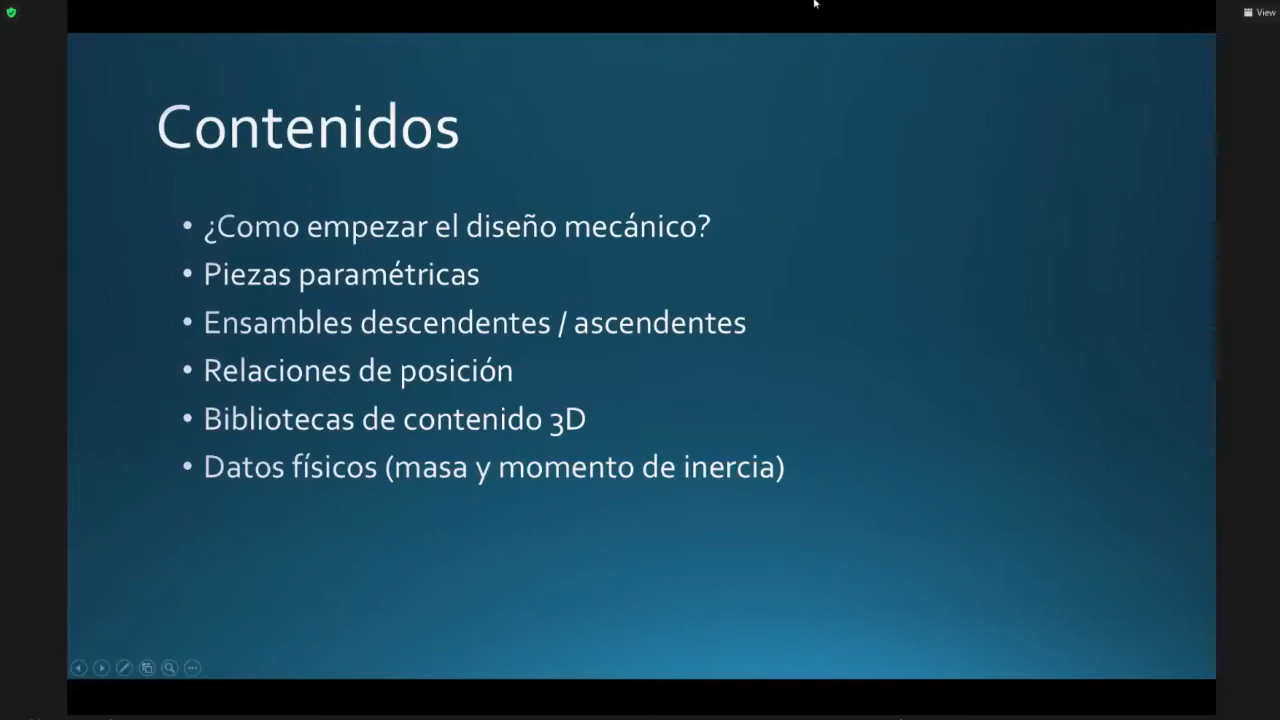 View
Contenidos
• ¿Como empezar el diseño mecánico?
• Piezas paramétricas
• Ensambles descendentes / ascendentes
• Relaciones de posición
• Bibliotecas de contenido 3D
• Datos físicos (masa y momento de inercia)